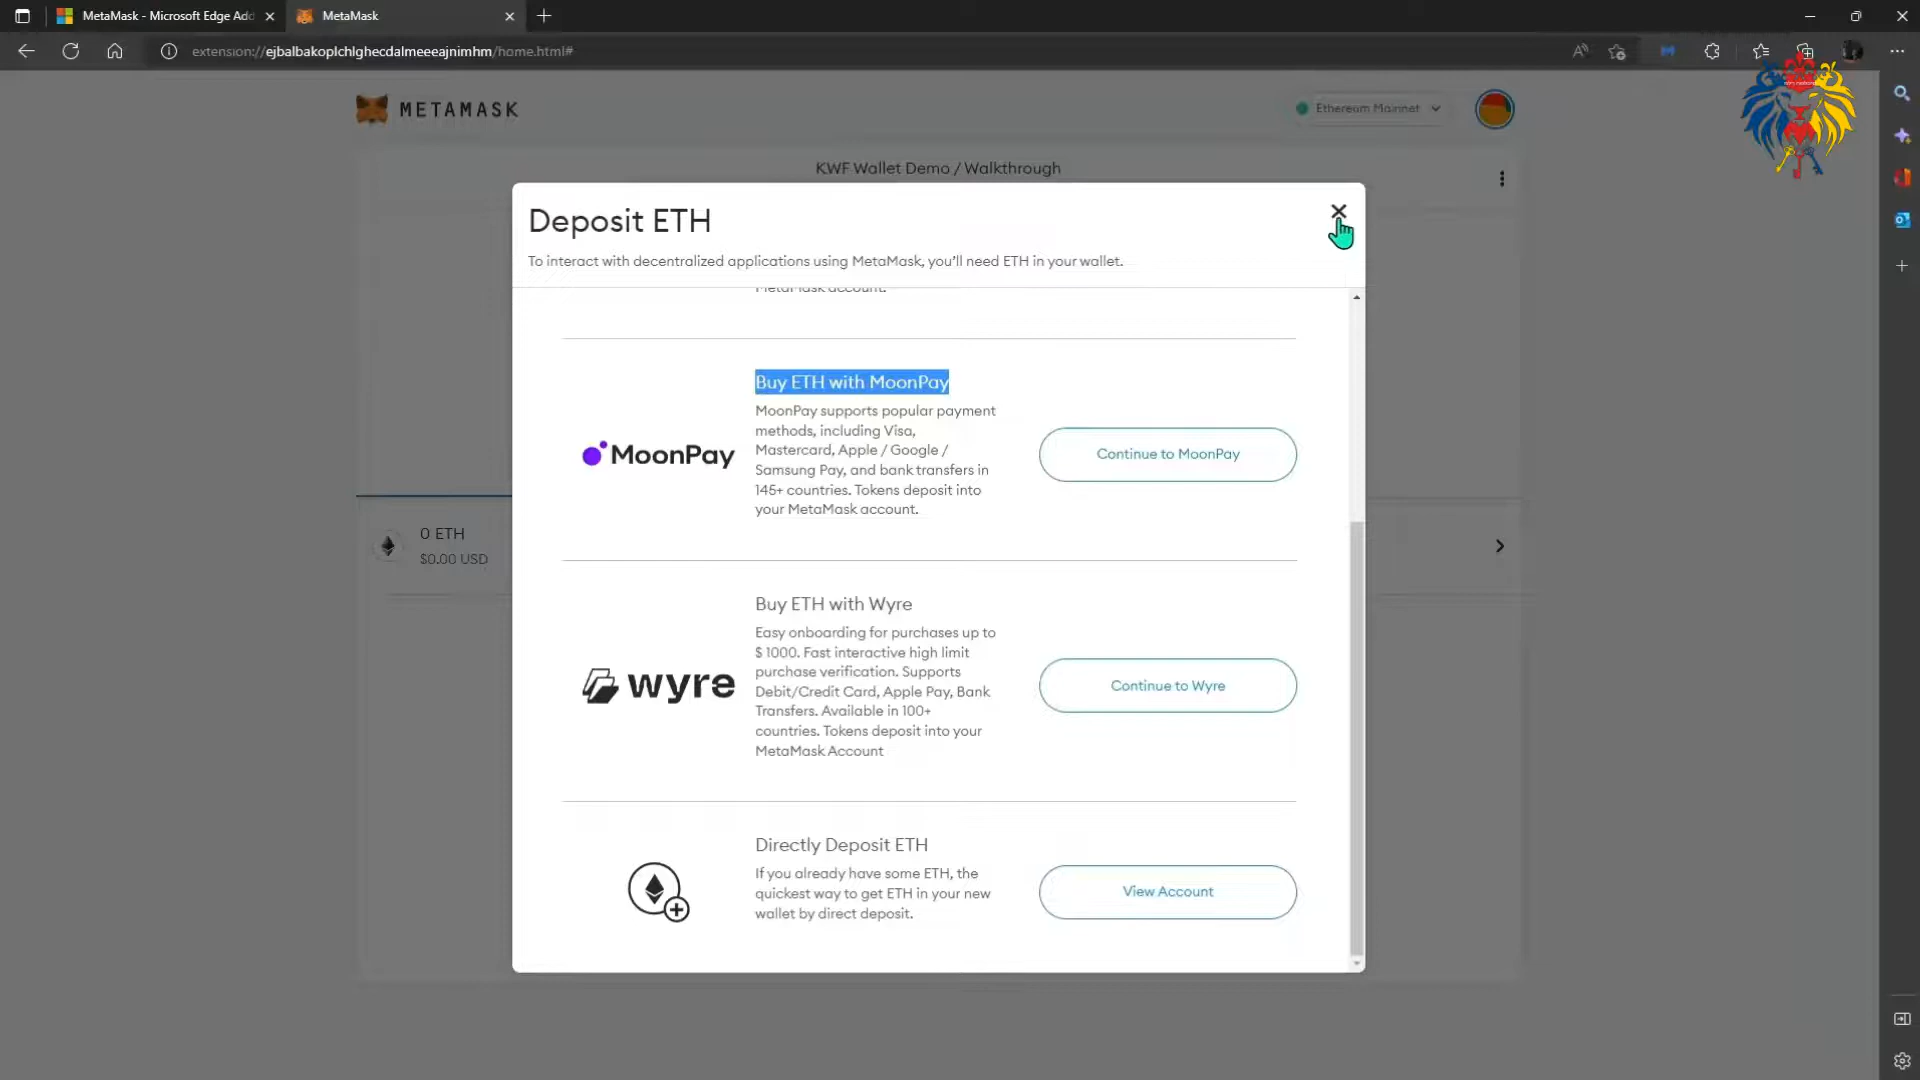 MetaMask - Microsoft Edge Add
MetaMask
extension://ejbalbakoplchlghecdalmeeeajnimhm/home.html#
METAMASK
Ethereum Mainnet
KWF Wallet Demo / Walkthrough
Deposit ETH
To interact with decentralized applications using MetaMask, you'll need ETH in your wallet.
MetaMask account.
Buy ETH with MoonPay
MoonPay supports popular payment
methods, including Visa,
Mastercard, Apple / Google /
Samsung Pay, and bank transfers in
145+ countries. Tokens deposit into
your MetaMask account.
MoonPay
Continue to MoonPay
0 ETH
$0.00 USD
Buy ETH with Wyre
Easy onboarding for purchases up to
$ 1000. Fast interactive high limit
purchase verification. Supports
Debit/Credit Card, Apple Pay, Bank
Transfers. Available in 100+
countries. Tokens deposit into your
MetaMask Account
wyre
Continue to Wyre
Directly Deposit ETH
If you already have some ETH, the
quickest way to get ETH in your new
wallet by direct deposit.
View Account